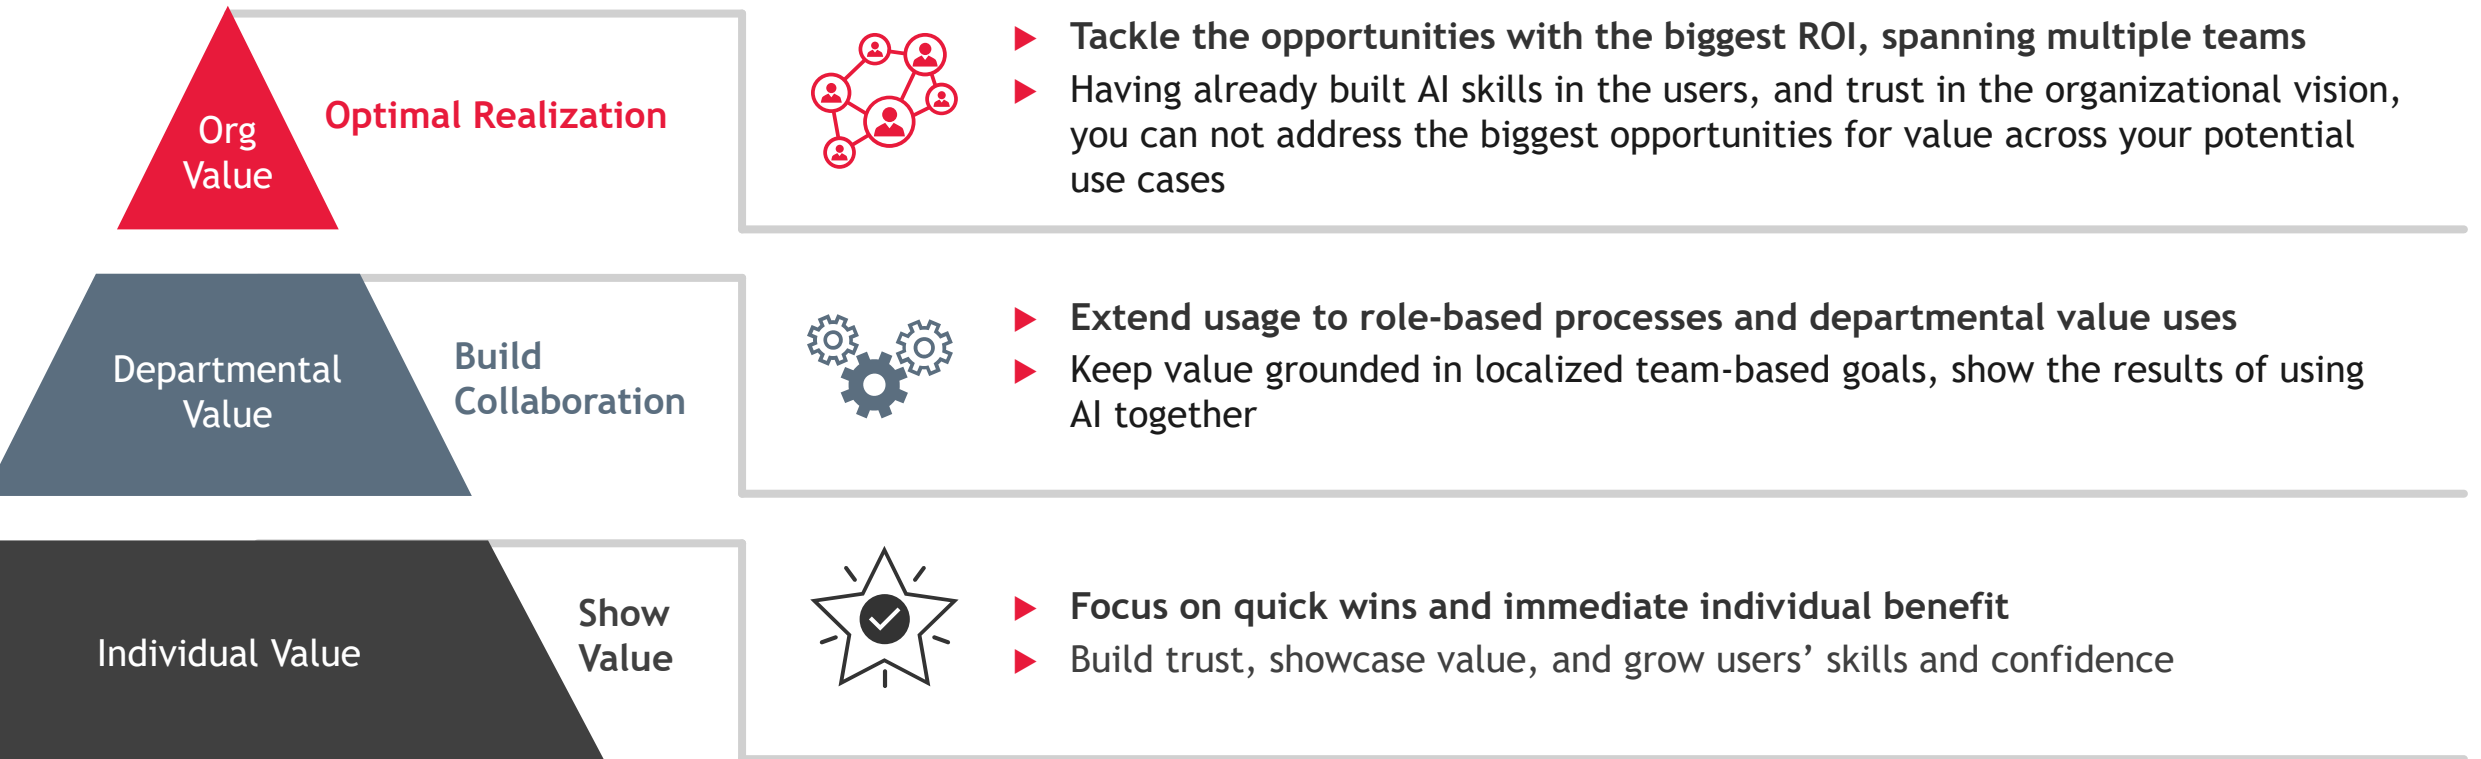 Org
Value
Optimal Realization
Tackle the opportunities with the biggest ROI, spanning multiple teams
Having already built AI skills in the users, and trust in the organizational vision,
you can not address the biggest opportunities for value across your potential
use cases
Departmental
Value
Build
Collaboration
Extend usage to role-based processes and departmental value uses
Keep value grounded in localized team-based goals, show the results of using
AI together
Individual Value
Show
Value
Focus on quick wins and immediate individual benefit
Build trust, showcase value, and grow users’ skills and confidence